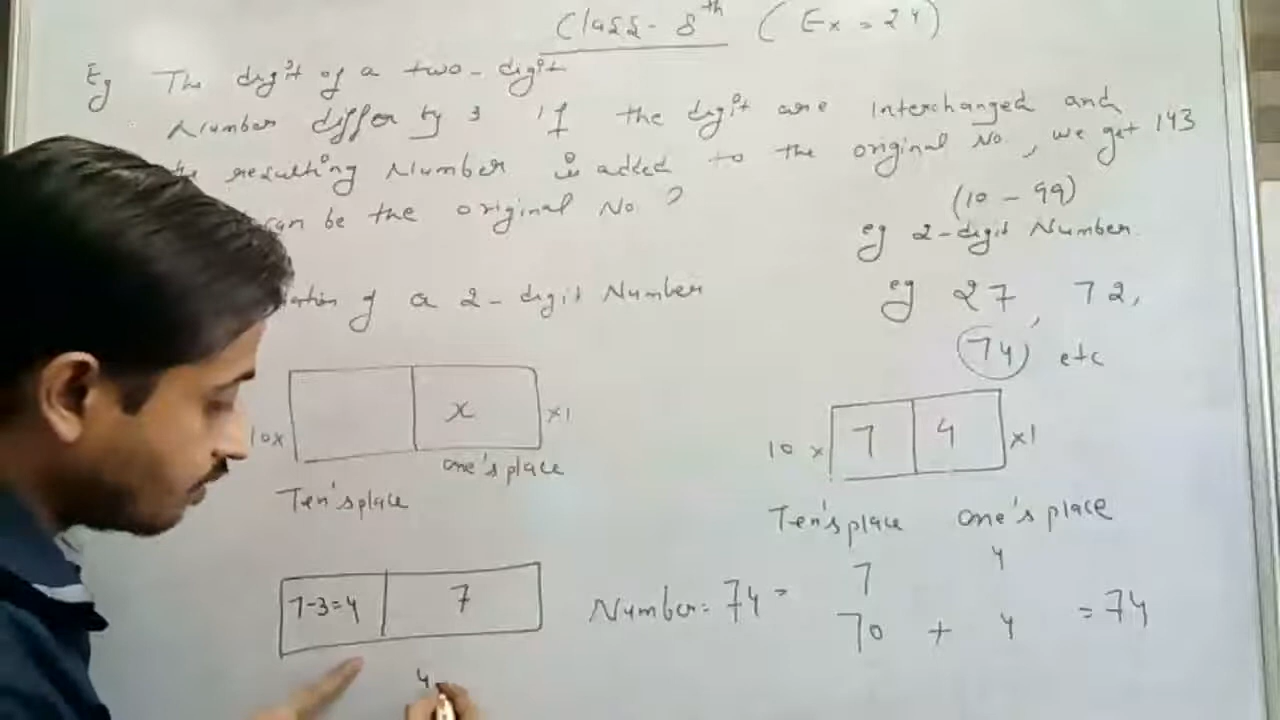 Class - 8th ( Ex = 24 )
Eg The digit of a two-digit
Number differ by 3 If the digit are Interchanged and
resulting Number is added to the original No., we get 143
can be the original No ?
(10 - 99)
eg 2-digit Number.
of a 2-digit Number
eg 27, 72,
74 etc
10x x x1
one's place
Ten's place
10 x 7 4 x1
Ten's place one's place
7 4
7-3=4 7
Number = 74 = 70 + 4 = 74
4